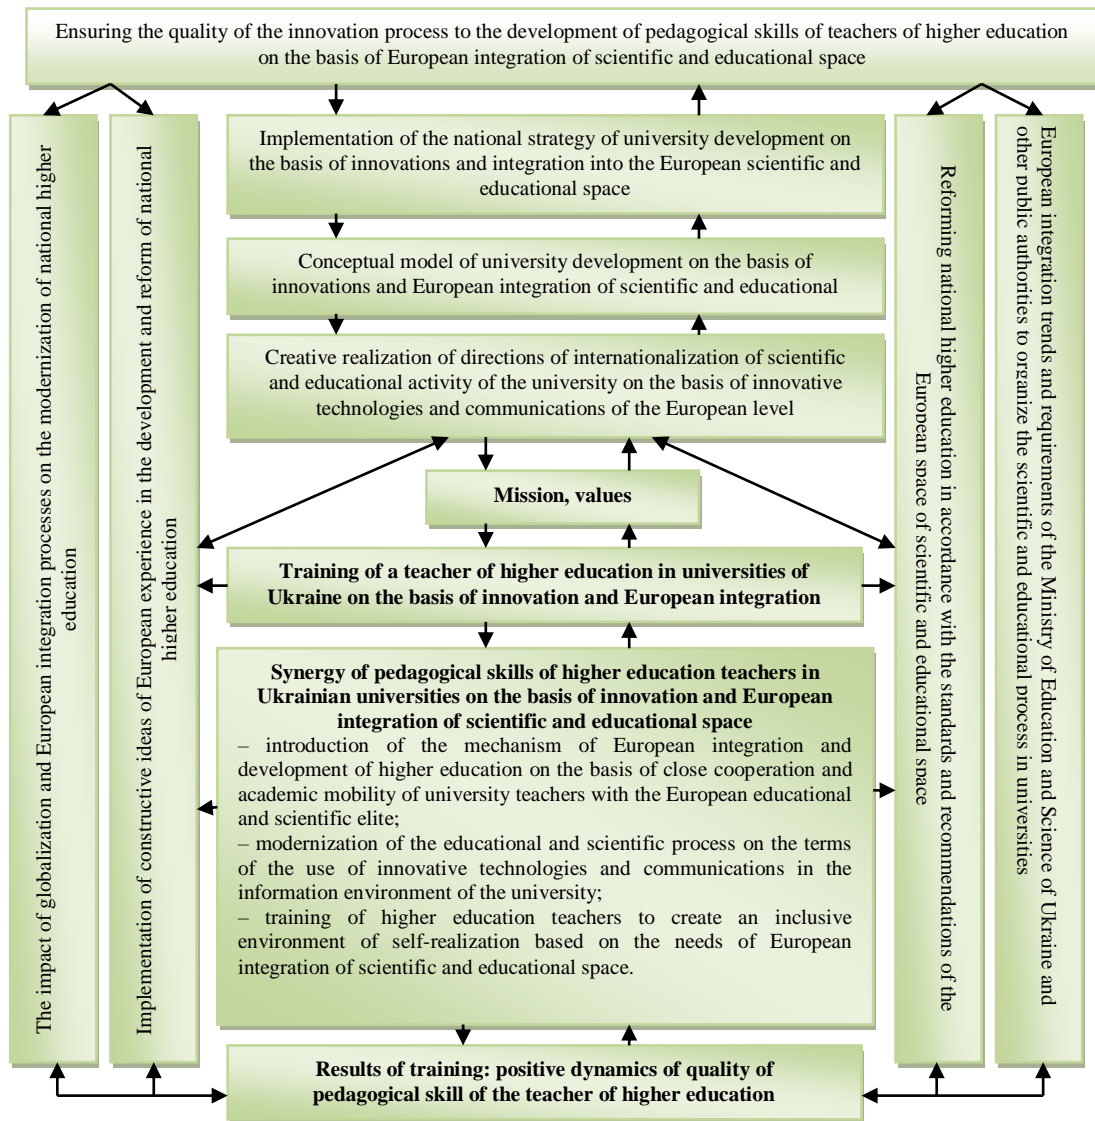 Ensuring the quality of the innovation process to the development of pedagogical skills of teachers of higher education
on the basis of European integration of scientific and educational space
The impact of globalization and European integration processes on the modernization of national higher
education
Implementation of constructive ideas of European experience in the development and reform of national
higher education
Implementation of the national strategy of university development on
the basis of innovations and integration into the European scientific and
educational space
Conceptual model of university development on the basis of
innovations and European integration of scientific and educational
Creative realization of directions of internationalization of scientific
and educational activity of the university on the basis of innovative
technologies and communications of the European level
Mission, values
Training of a teacher of higher education in universities of
Ukraine on the basis of innovation and European integration
Synergy of pedagogical skills of higher education teachers in
Ukrainian universities on the basis of innovation and European
integration of scientific and educational space
– introduction of the mechanism of European integration and
development of higher education on the basis of close cooperation and
academic mobility of university teachers with the European educational
and scientific elite;
– modernization of the educational and scientific process on the terms
of the use of innovative technologies and communications in the
information environment of the university;
– training of higher education teachers to create an inclusive
environment of self-realization based on the needs of European
integration of scientific and educational space.
Results of training: positive dynamics of quality of
pedagogical skill of the teacher of higher education
Reforming national higher education in accordance with the standards and recommendations of the
European space of scientific and educational space
European integration trends and requirements of the Ministry of Education and Science of Ukraine and
other public authorities to organize the scientific and educational process in universities